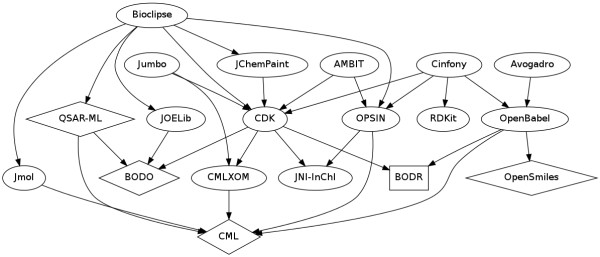 Bioclipse
Jumbo
JChemPaint
AMBIT
Cinfony
Avogadro
QSAR-ML
JOELib
CDK
OPSIN
RDKit
OpenBabel
Jmol
BODO
CMLXOM
JNI-InChI
BODR
OpenSmiles
CML